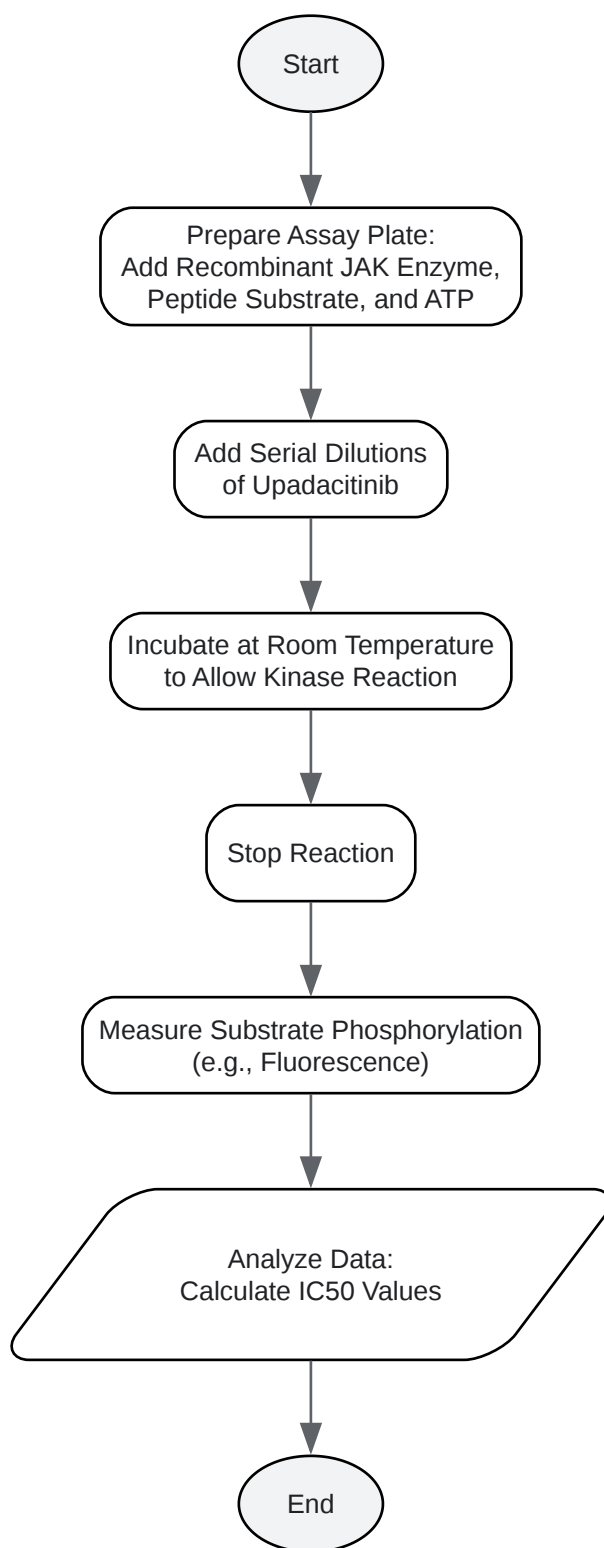 Start
Prepare Assay Plate:
Add Recombinant JAK Enzyme,
Peptide Substrate, and ATP
Add Serial Dilutions
of Upadacitinib
Incubate at Room Temperature
to Allow Kinase Reaction
Stop Reaction
Measure Substrate Phosphorylation
(e.g., Fluorescence)
Analyze Data:
Calculate IC50 Values
End